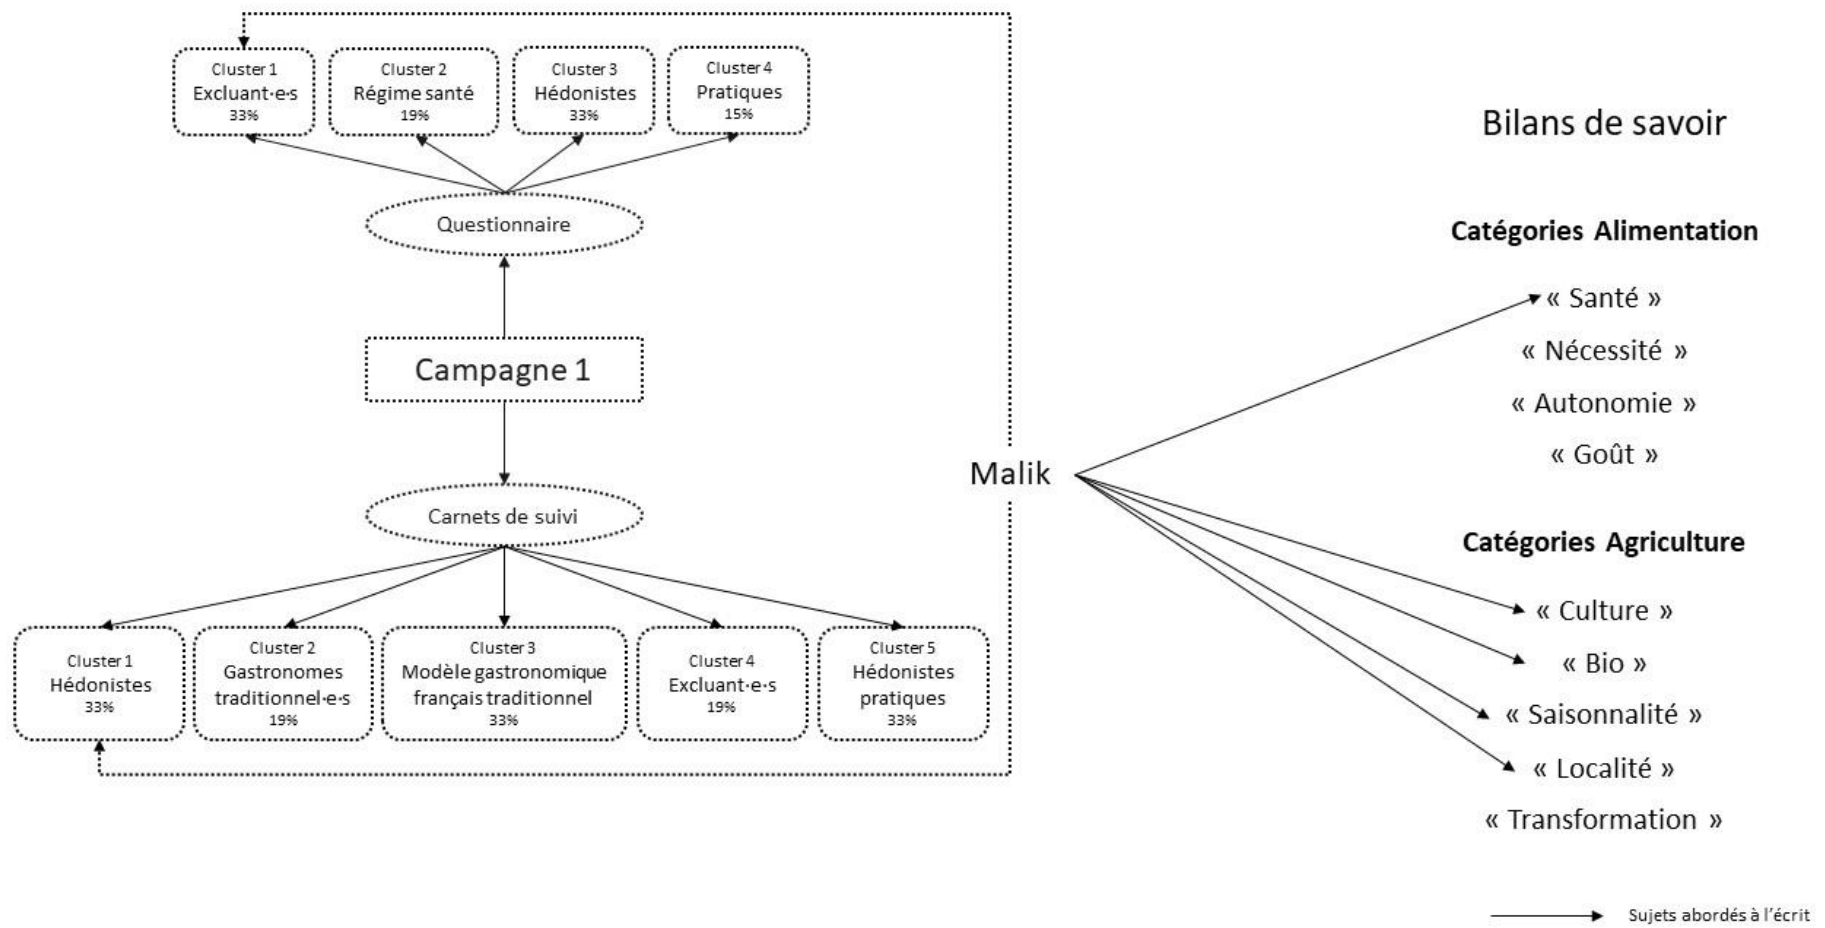 Cluster 1
Excluant·e·s
33%
Cluster 2
Régime santé
19%
Cluster 3
Hédonistes
33%
Cluster 4
Pratiques
15%
Questionnaire
Campagne 1
Carnets de suivi
Cluster 1
Hédonistes
33%
Cluster 2
Gastronomes
traditionnel·e·s
19%
Cluster 3
Modèle gastronomique
français traditionnel
33%
Cluster 4
Excluant·e·s
19%
Cluster 5
Hédonistes
pratiques
33%
Malik
Bilans de savoir
Catégories Alimentation
« Santé »
« Nécessité »
« Autonomie »
« Goût »
Catégories Agriculture
« Culture »
« Bio »
« Saisonnalité »
« Localité »
« Transformation »
Sujets abordés à l'écrit